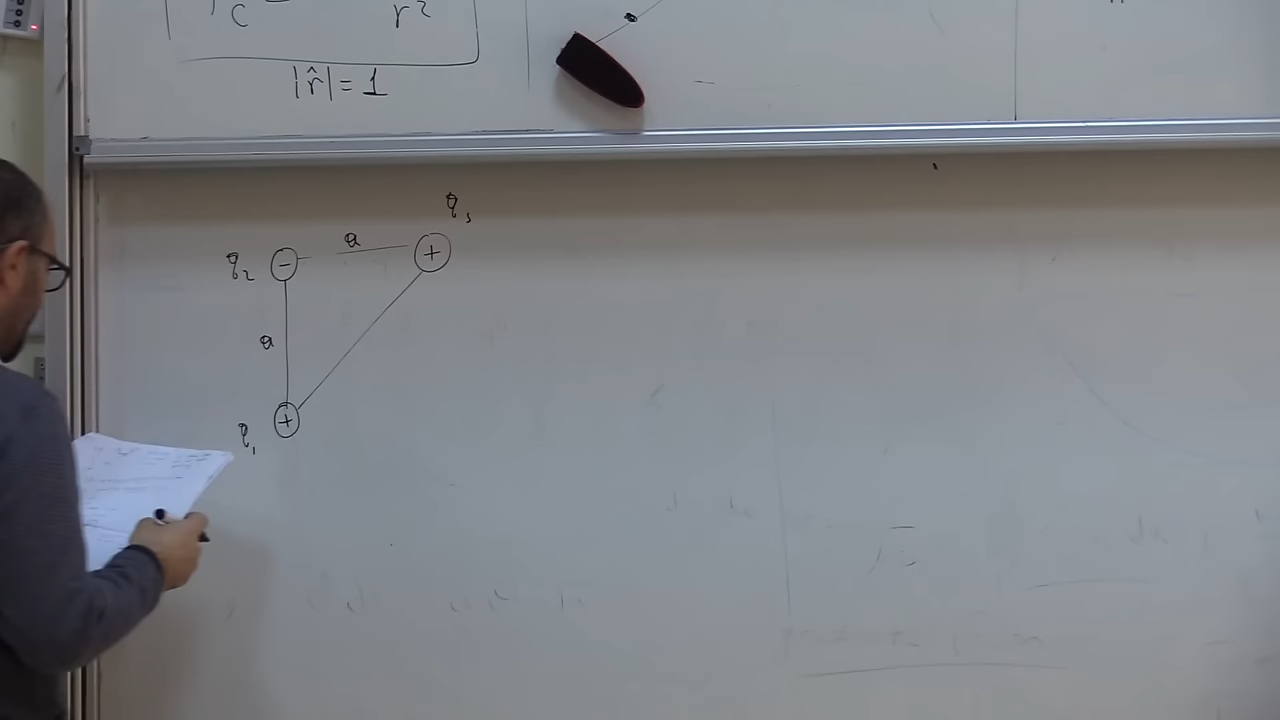 c r²
|r̂| = 1
q₃
a
q₂ − +
a
+
q₁